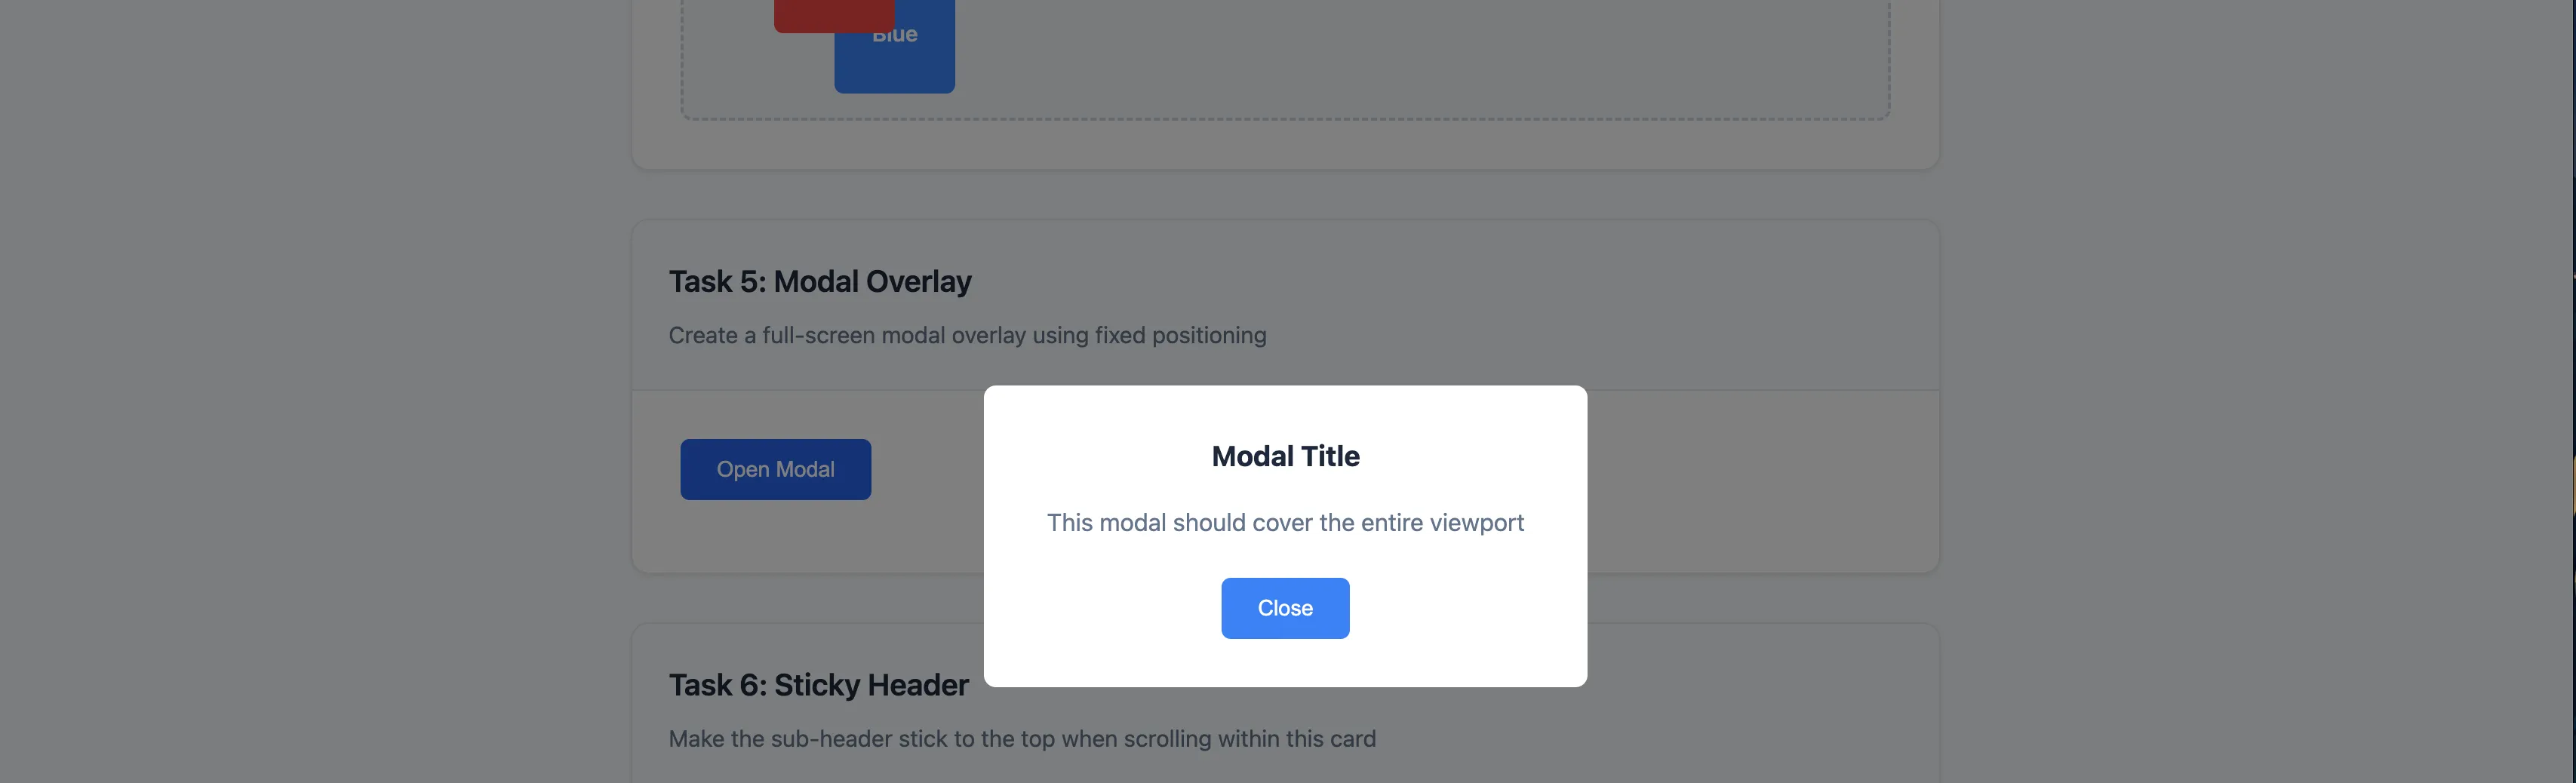 Blue
Task 5: Modal Overlay
Create a full-screen modal overlay using fixed positioning
Open Modal
Modal Title
This modal should cover the entire viewport
Close
Task 6: Sticky Header
Make the sub-header stick to the top when scrolling within this card